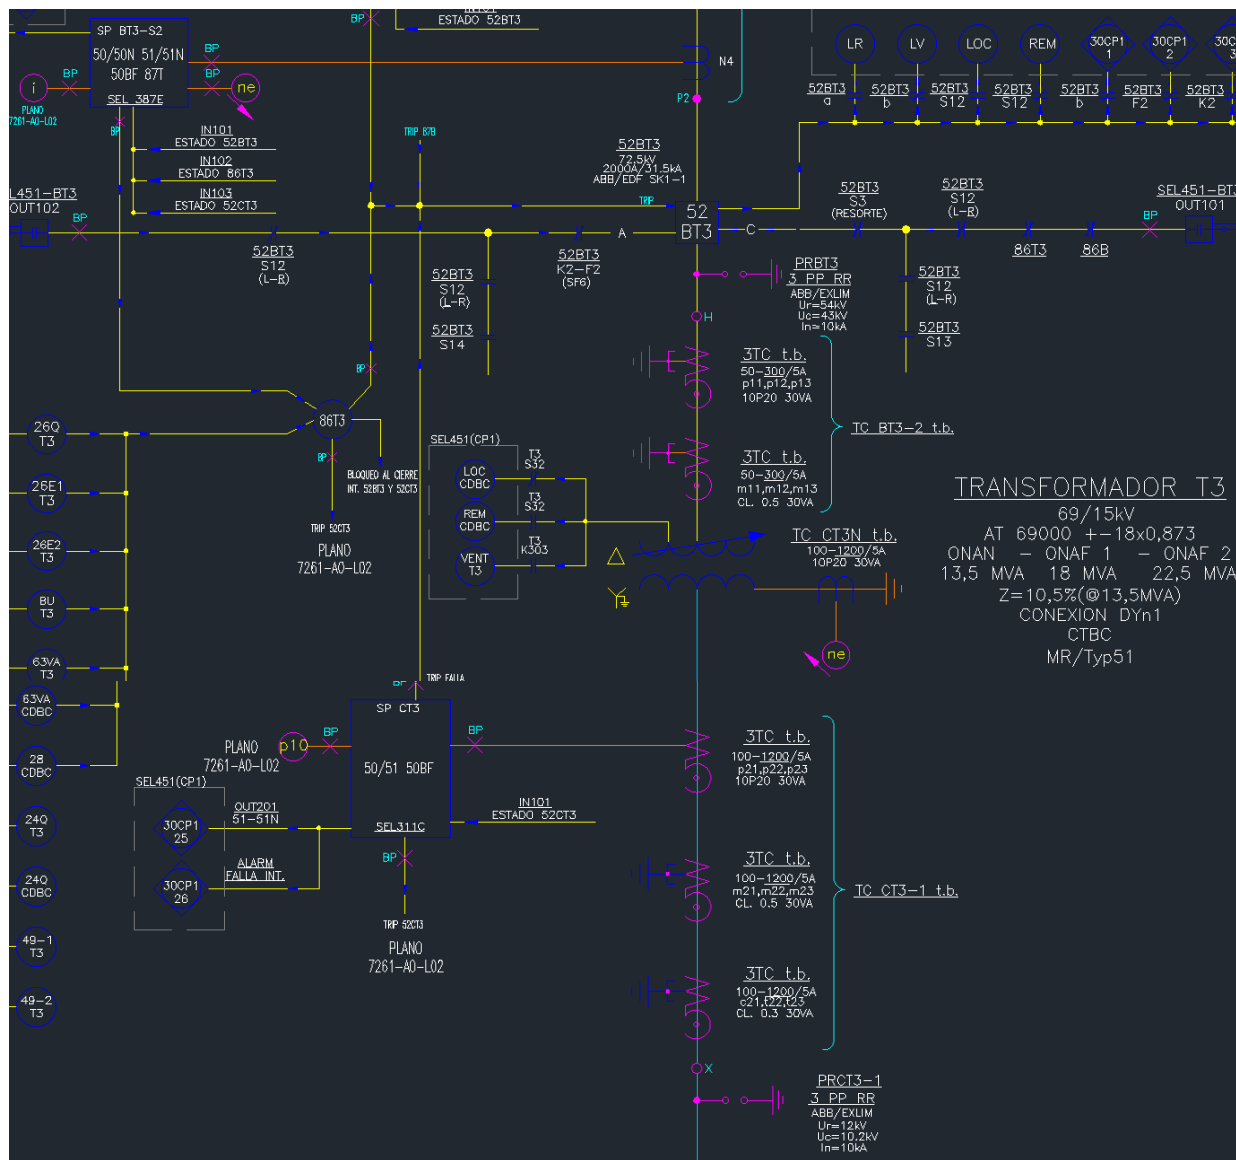 IN101
ESTADO 52BT3
SP BT3-S2
50/50N 51/51N
50BF 87T
SEL 387E
BP
BP
BP
BP
i
ne
PLANO
7261-A0-L02
BP
BP
N4
P2
LR
LV
LOC
REM
30CP1
1
30CP1
2
3
52BT3
a
52BT3
b
52BT3
S12
52BT3
S12
52BT3
b
52BT3
F2
52BT3
K2
IN101
ESTADO 52BT3
IN102
ESTADO 86T3
IN103
ESTADO 52CT3
TRIP 87B
52BT3
72,5kV
2000A/31.5kA
ABB/EDF SK1-1
TRIP
52
BT3
L451-BT3
OUT102
BP
52BT3
S12
(L-R)
52BT3
S12
(L-R)
52BT3
S14
52BT3
K2-F2
(SF6)
A
C
52BT3
S3
(RESORTE)
52BT3
S12
(L-R)
86T3
86B
BP
SEL451-BT3
OUT101
52BT3
S12
(L-R)
52BT3
S13
PRBT3
3 PP RR
ABB/EXLIM
Ur=54kV
Uc=43kV
In=10kA
H
3TC t.b.
50-300/5A
p11,p12,p13
10P20 30VA
3TC t.b.
50-300/5A
m11,m12,m13
CL. 0.5 30VA
TC BT3-2 t.b.
BP
86T3
BP
BLOQUEO AL CIERRE
INT. 52BT3 Y 52CT3
TRIP 52CT3
PLANO
7261-A0-L02
26Q
T3
26E1
T3
26E2
T3
BU
T3
63VA
T3
63VA
CDBC
28
CDBC
24Q
T3
24Q
CDBC
49-1
T3
49-2
T3
SEL451(CP1)
LOC
CDBC
REM
CDBC
VENT
T3
T3
S32
T3
S32
T3
K303
TC CT3N t.b.
100-1200/5A
10P20 30VA
ne
TRANSFORMADOR T3
69/15kV
AT 69000 +-18x0,873
ONAN - ONAF 1 - ONAF 2
13,5 MVA 18 MVA 22,5 MVA
Z=10,5%(@13,5MVA)
CONEXION DYn1
CTBC
MR/Typ51
TRIP FALLA
SP CT3
50/51 50BF
SEL311C
p10
BP
BP
PLANO
7261-A0-L02
IN101
ESTADO 52CT3
SEL451(CP1)
30CP1
25
30CP1
26
OUT201
51-51N
ALARM
FALLA INT.
BP
TRIP 52CT3
PLANO
7261-A0-L02
3TC t.b.
100-1200/5A
p21,p22,p23
10P20 30VA
3TC t.b.
100-1200/5A
m21,m22,m23
CL. 0.5 30VA
3TC t.b.
100-1200/5A
CL. 0.3 30VA
TC CT3-1 t.b.
X
PRCT3-1
3 PP RR
ABB/EXLIM
Ur=12kV
Uc=10.2kV
In=10kA